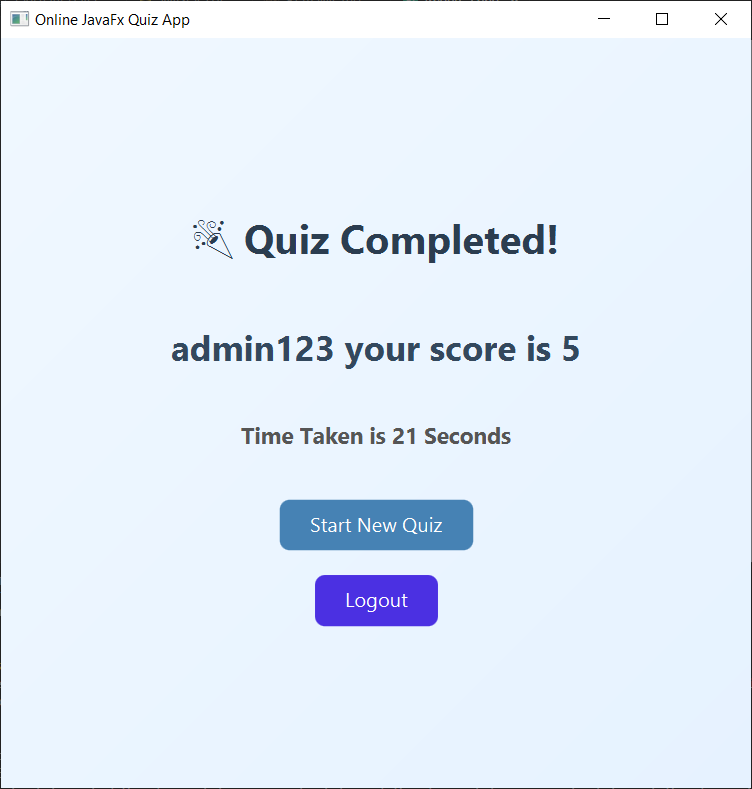 Online JavaFx Quiz App
🎉 Quiz Completed!
admin123 your score is 5
Time Taken is 21 Seconds
Start New Quiz
Logout